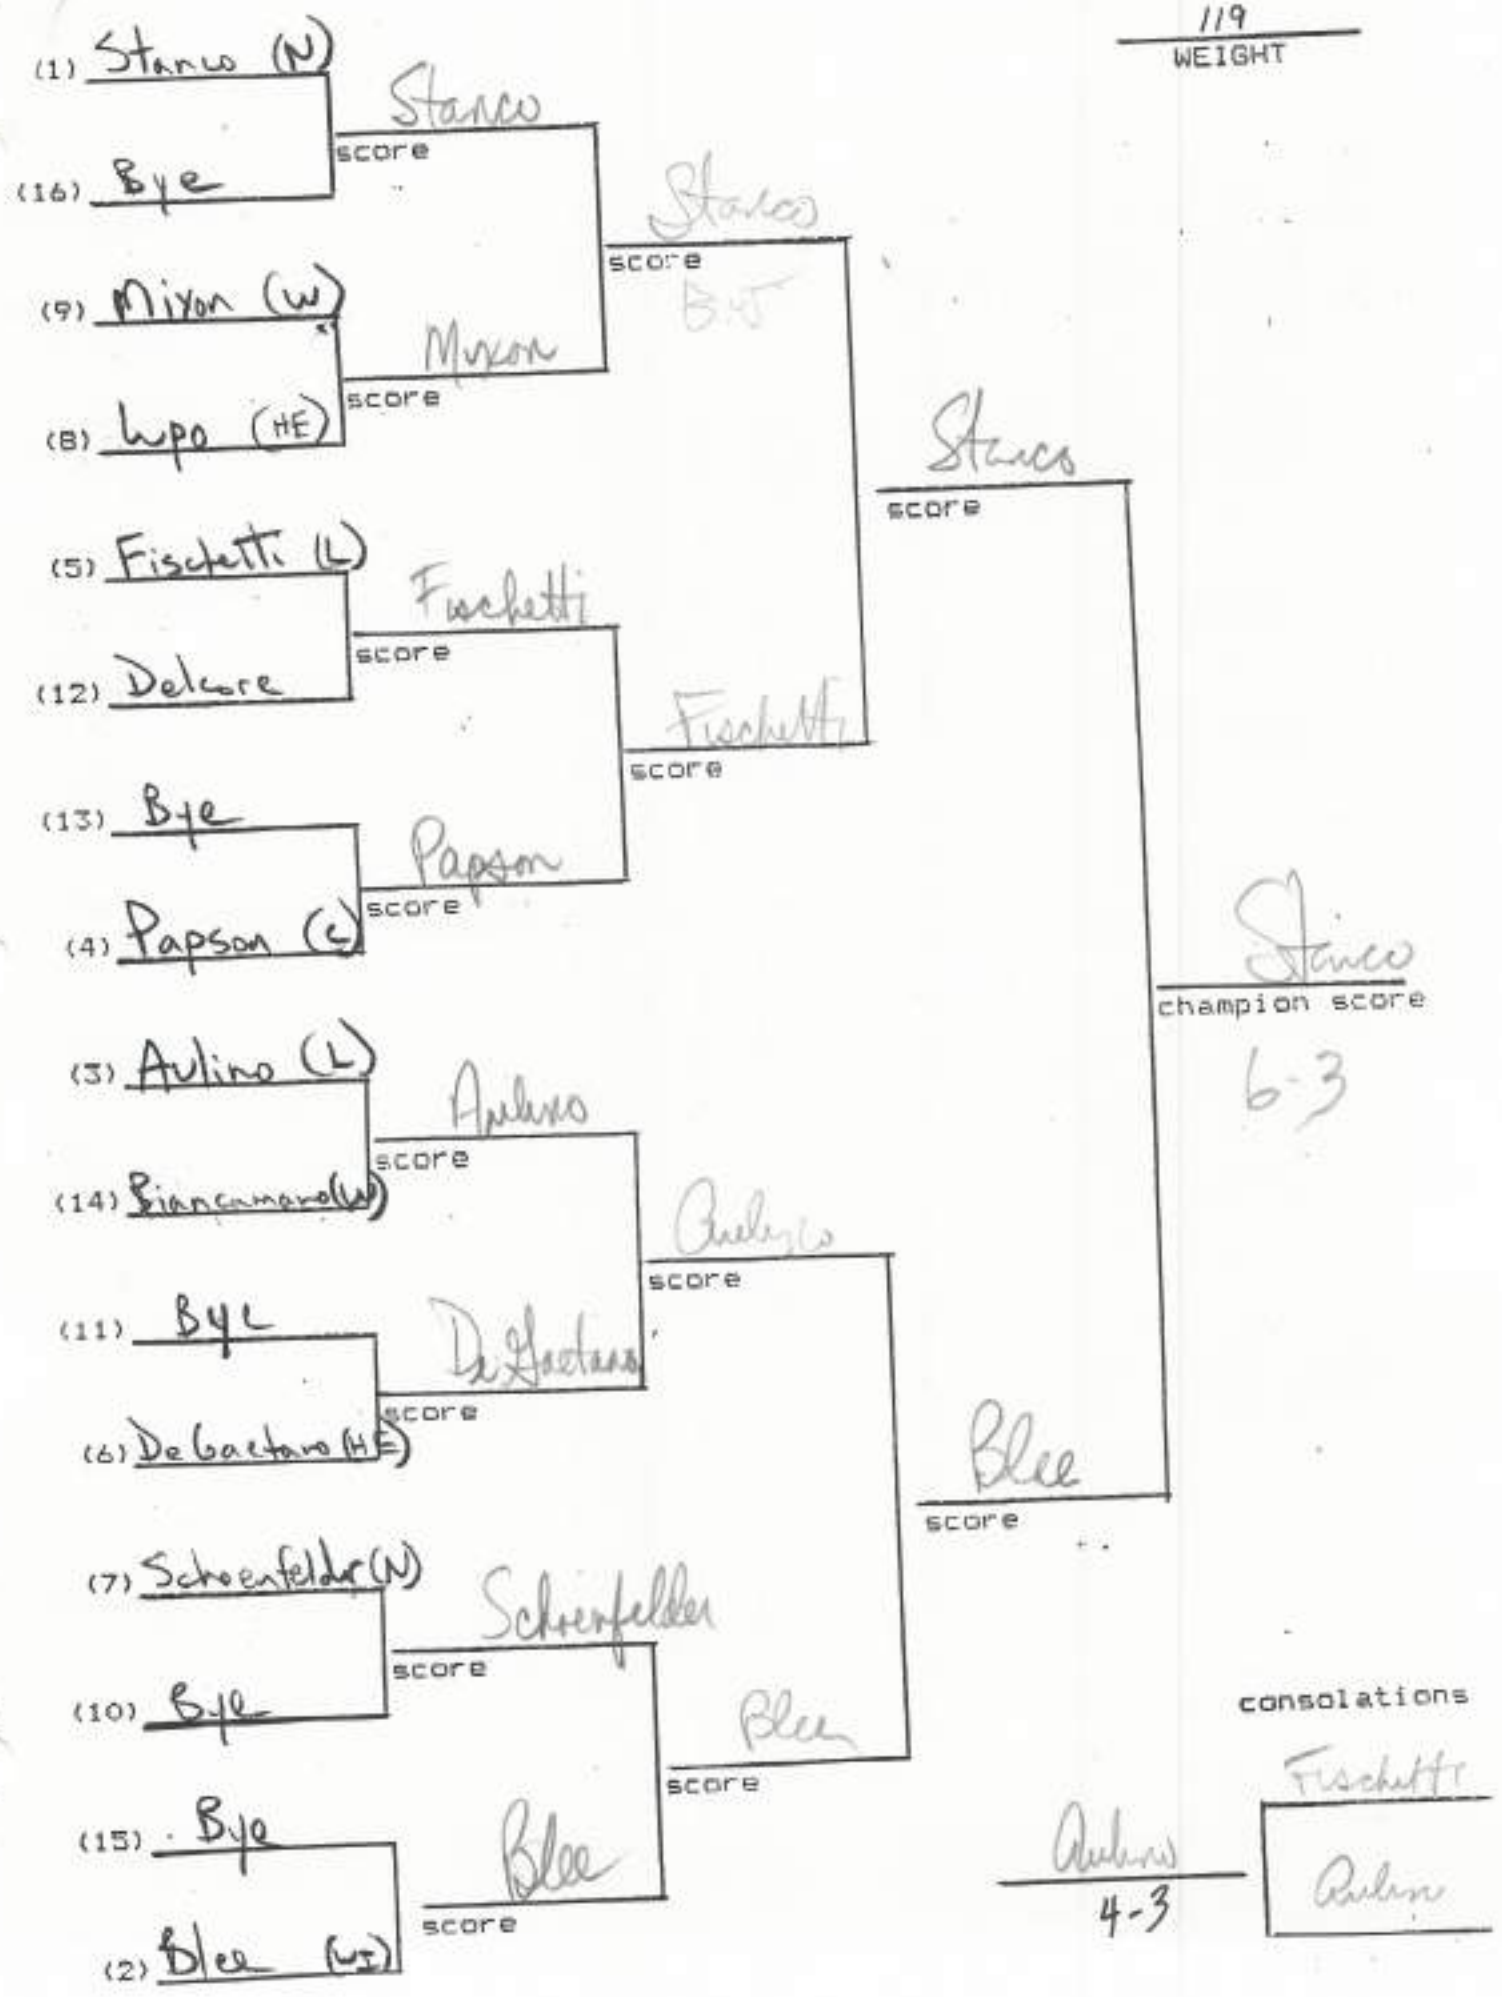 119
WEIGHT
(1) Stanco (N)
Stanco
score
(16) Bye
Stanco
score
(9) Mixon (W)
Mixon
score
(8) Lupo (HE)
Stanco
score
(5) Fischetti (L)
Fischetti
score
(12) Delcore
Fischetti
score
(13) Bye
Papson
score
(4) Papson (C)
Stanco
champion score
6-3
(3) Aulino (L)
Aulino
score
(14) Biancamano (W)
Aulino
score
(11) Bye
DeGaetano
score
(6) DeGaetano (HE)
Blee
score
(7) Schoenfelder (N)
Schoenfelder
score
(10) Bye
Blee
score
(15) Bye
Blee
score
(2) Blee (WI)
consolations
Fischetti
Aulino
4-3
Aulin